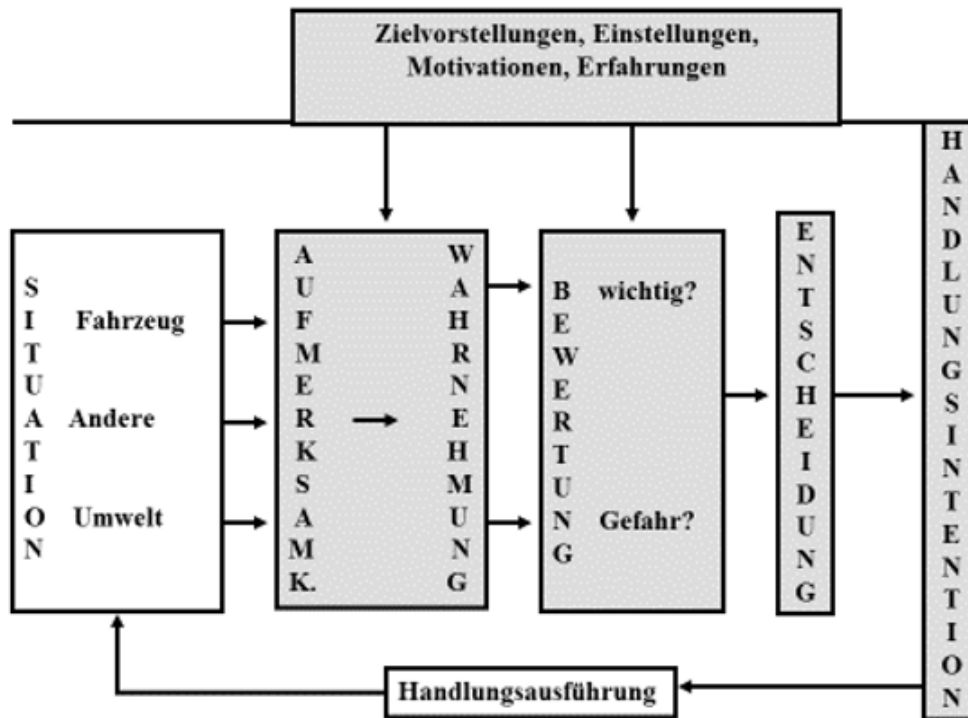 Zielvorstellungen, Einstellungen,
Motivationen, Erfahrungen
SITUATION
Fahrzeug
Andere
Umwelt
AUFMERKSAMK.
WAHRNEHMUNG
BEWERTUNG
wichtig?
Gefahr?
ENTSCHEIDUNG
HANDLUNGSINTENTION
Handlungsausführung